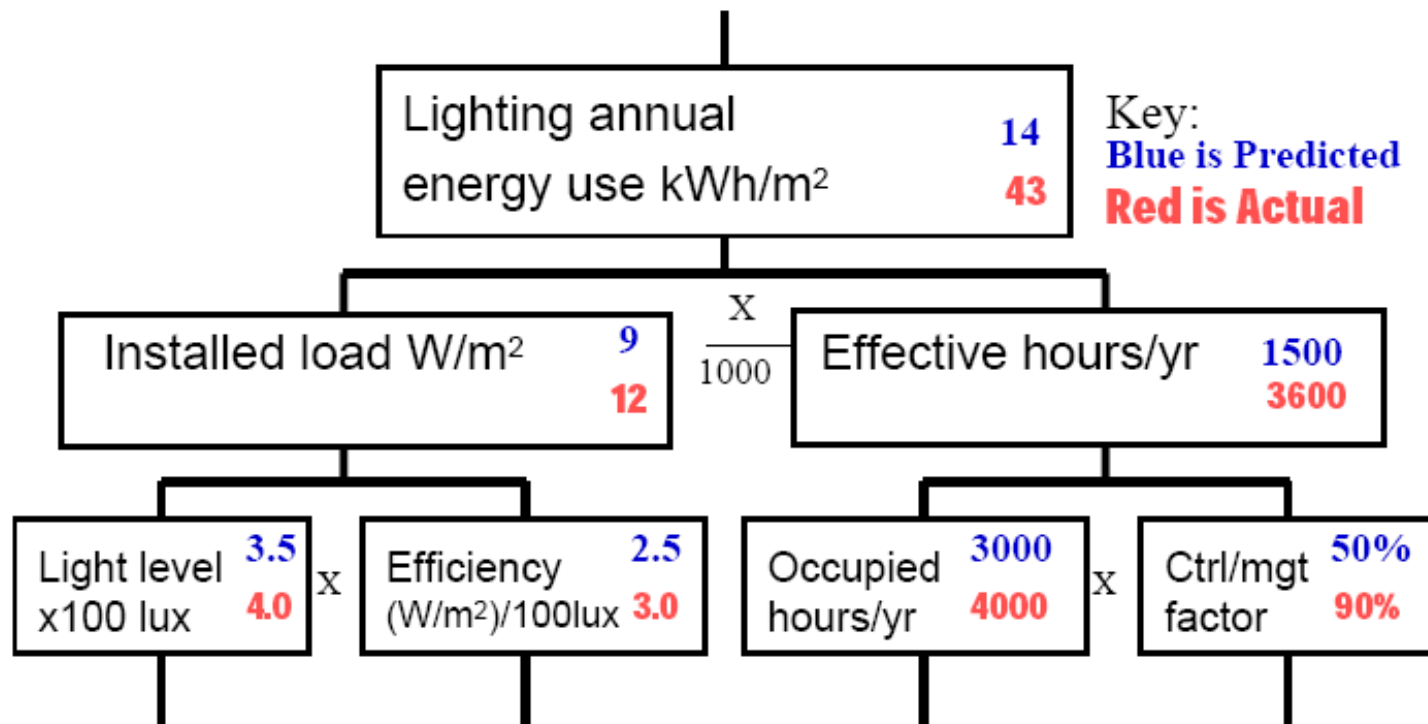 Lighting annual
energy use kWh/m²
14
43
Key:
Blue is Predicted
Red is Actual
Installed load W/m²
9
12
X
1000
Effective hours/yr
1500
3600
Light level
x100 lux
3.5
4.0
X
Efficiency
(W/m²)/100lux
2.5
3.0
Occupied
hours/yr
3000
4000
X
Ctrl/mgt
factor
50%
90%